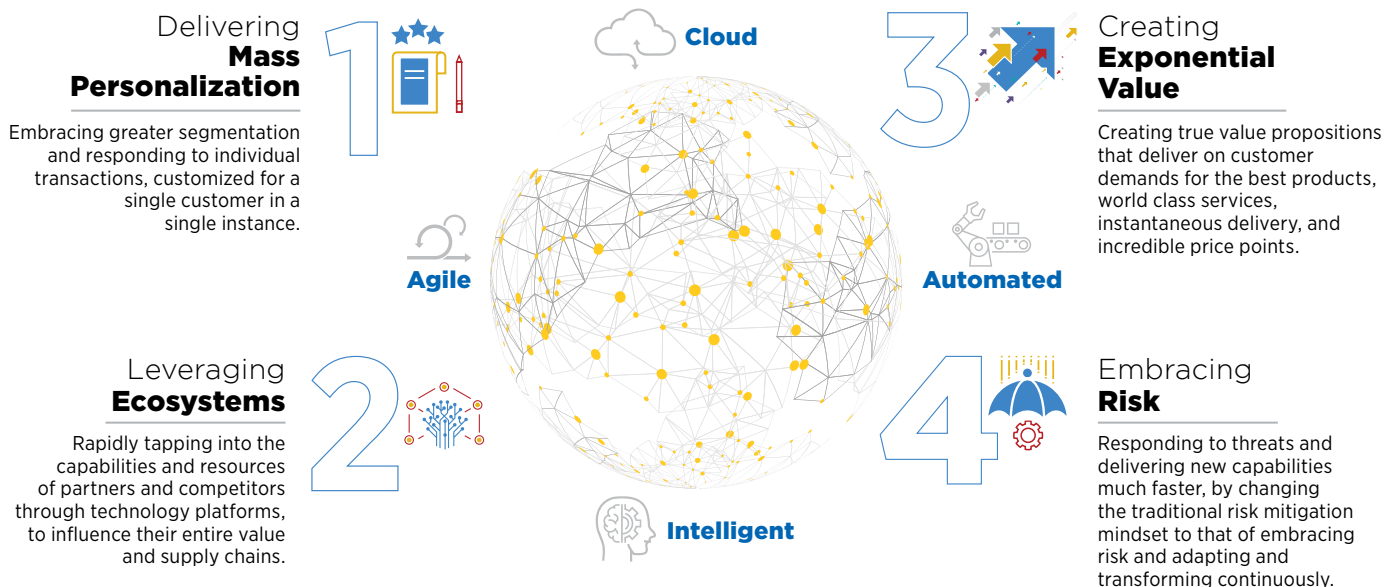 Delivering
Mass
Personalization
Embracing greater segmentation
and responding to individual
transactions, customized for a
single customer in a
single instance.
1
Leveraging
Ecosystems
Rapidly tapping into the
capabilities and resources
of partners and competitors
through technology platforms,
to influence their entire value
and supply chains.
2
Cloud
Agile
Automated
Intelligent
3
Creating
Exponential
Value
Creating true value propositions
that deliver on customer
demands for the best products,
world class services,
instantaneous delivery, and
incredible price points.
4
Embracing
Risk
Responding to threats and
delivering new capabilities
much faster, by changing
the traditional risk mitigation
mindset to that of embracing
risk and adapting and
transforming continuously.